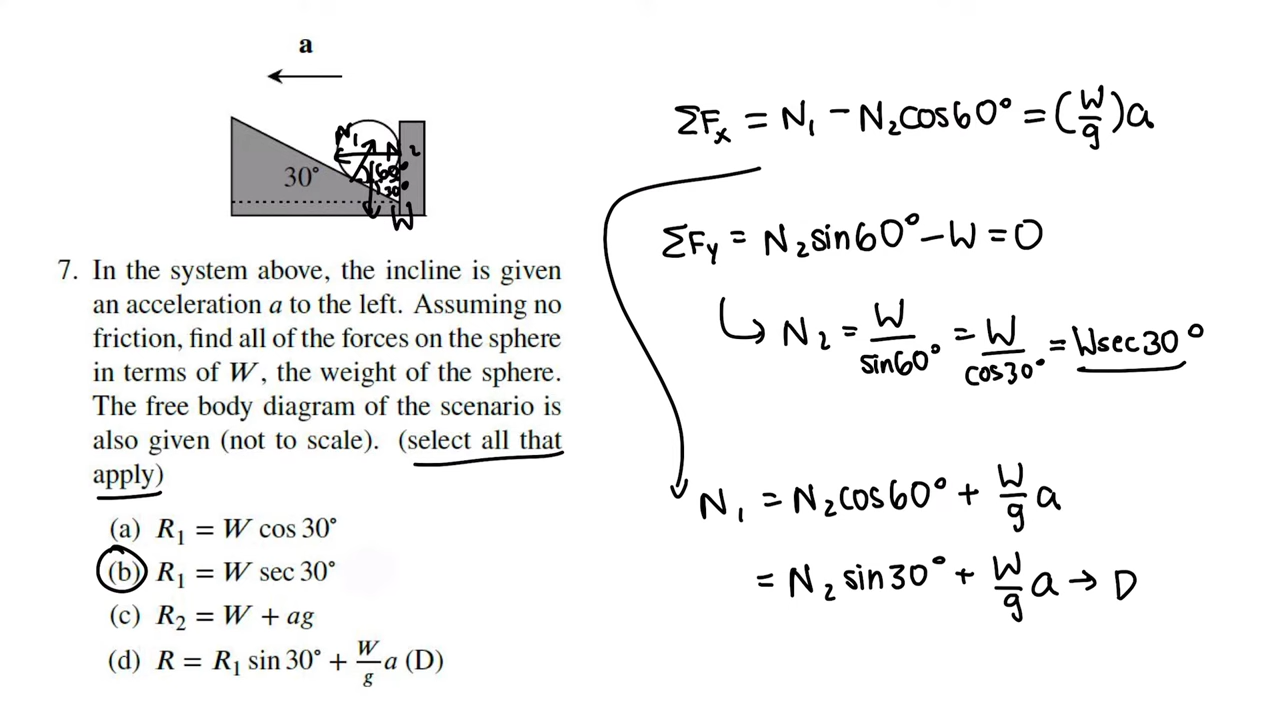 a
N₁
N₂
30°
60°
30°
W
7. In the system above, the incline is given
an acceleration a to the left. Assuming no
friction, find all of the forces on the sphere
in terms of W, the weight of the sphere.
The free body diagram of the scenario is
also given (not to scale). (select all that
apply)
(a) R₁ = W cos 30°
(b) R₁ = W sec 30°
(c) R₂ = W + ag
(d) R = R₁ sin 30° + W/g a (D)
ΣFx = N₁ − N₂cos60° = (W/g)a
ΣFy = N₂sin60° − W = 0
↳ N₂ = W/sin60° = W/cos30° = Wsec30°
N₁ = N₂cos60° + W/g a
= N₂ sin30° + W/g a → D